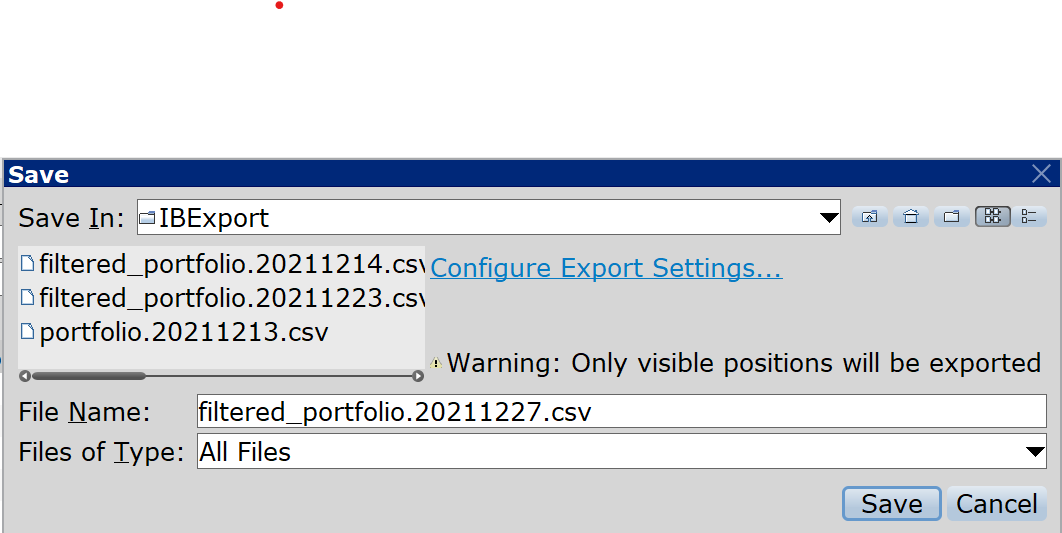 Save
Save In: IBExport
filtered_portfolio.20211214.csv
Configure Export Settings...
filtered_portfolio.20211223.csv
portfolio.20211213.csv
Warning: Only visible positions will be exported
File Name: filtered_portfolio.20211227.csv
Files of Type: All Files
Save Cancel